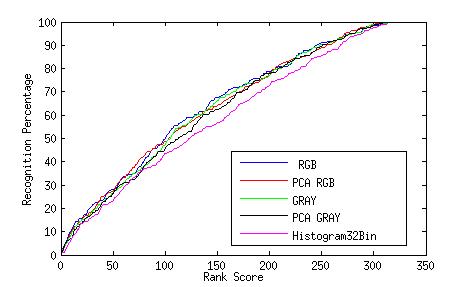 100
90
80
70
60
50
40
30
20
10
0
Recognition Percentage
RGB
PCA RGB
GRAY
PCA GRAY
Histogram32Bin
0 50 100 150 200 250 300 350
Rank Score